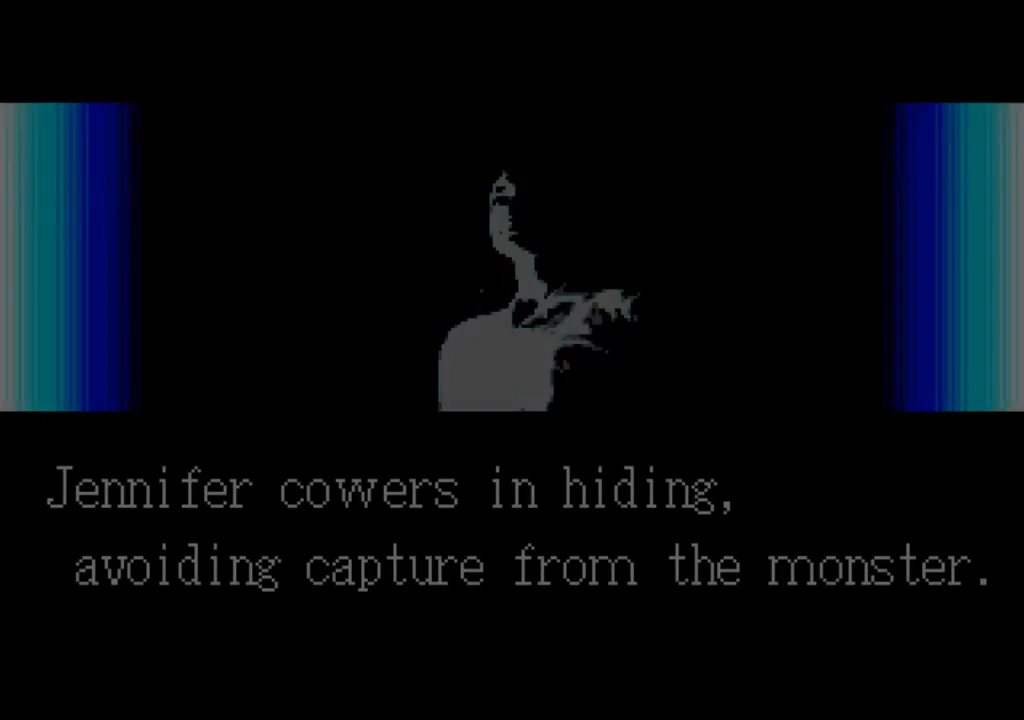 Jennifer cowers in hiding,
avoiding capture from the monster.